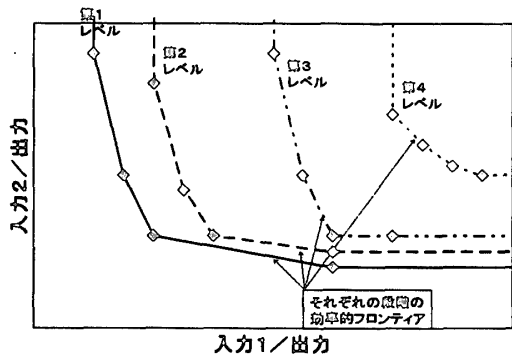 第1
レベル
第2
レベル
第3
レベル
第4
レベル
入力2／出力
それぞれの段階の
効率的フロンティア
入力1／出力